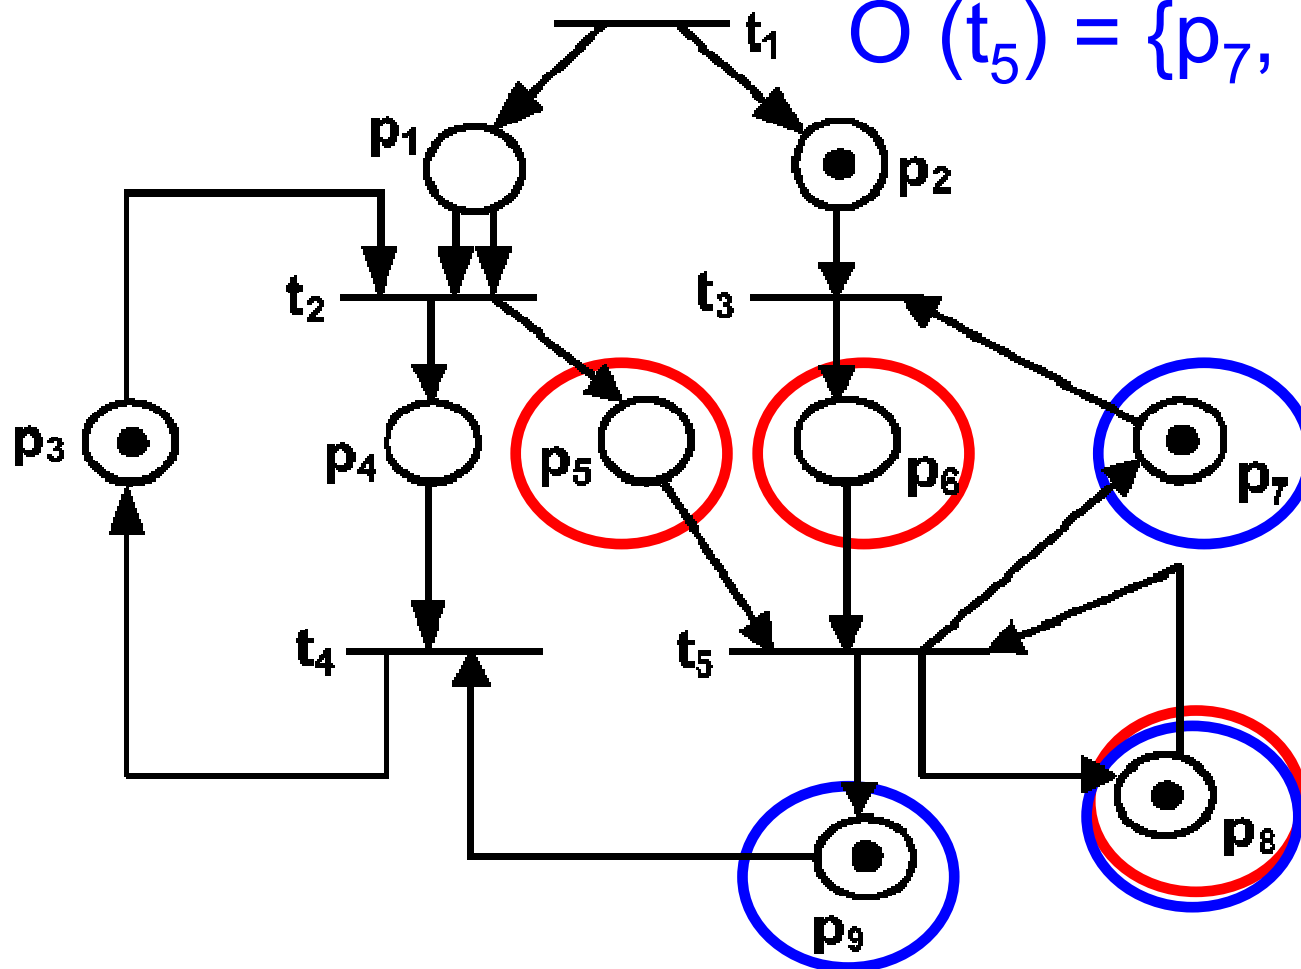 t₁ O (t₅) = {p₇,
p₁
p₂
t₂ t₃
p₃ p₄ p₅ p₆ p₇
t₄ t₅
p₈
p₉